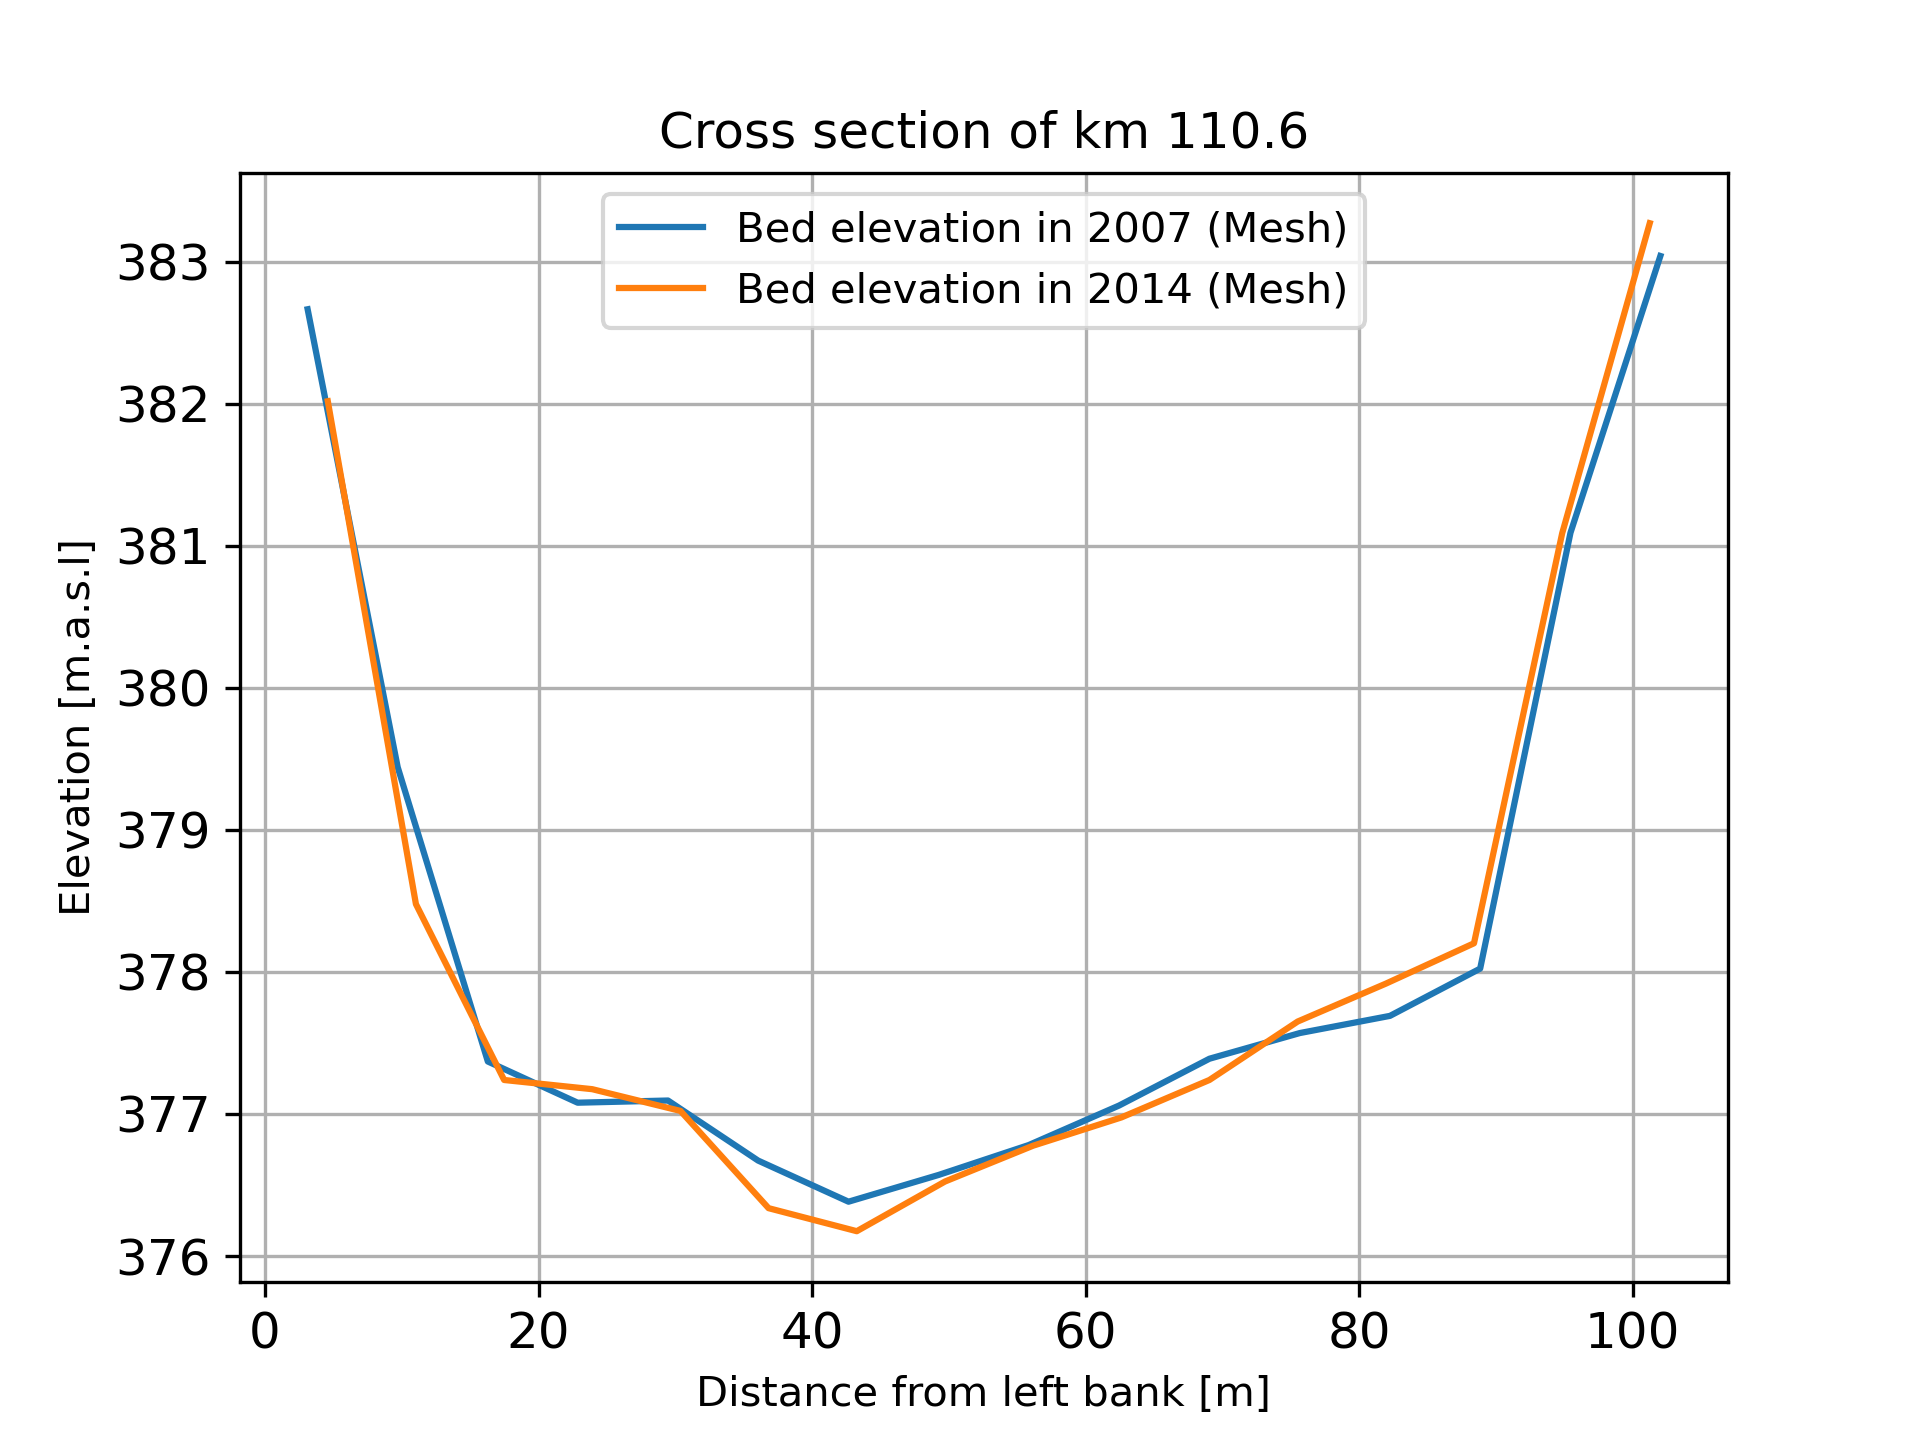 Cross section of km 110.6
Bed elevation in 2007 (Mesh)
Bed elevation in 2014 (Mesh)
383
382
381
380
379
378
377
376
Elevation [m.a.s.l]
0 20 40 60 80 100
Distance from left bank [m]